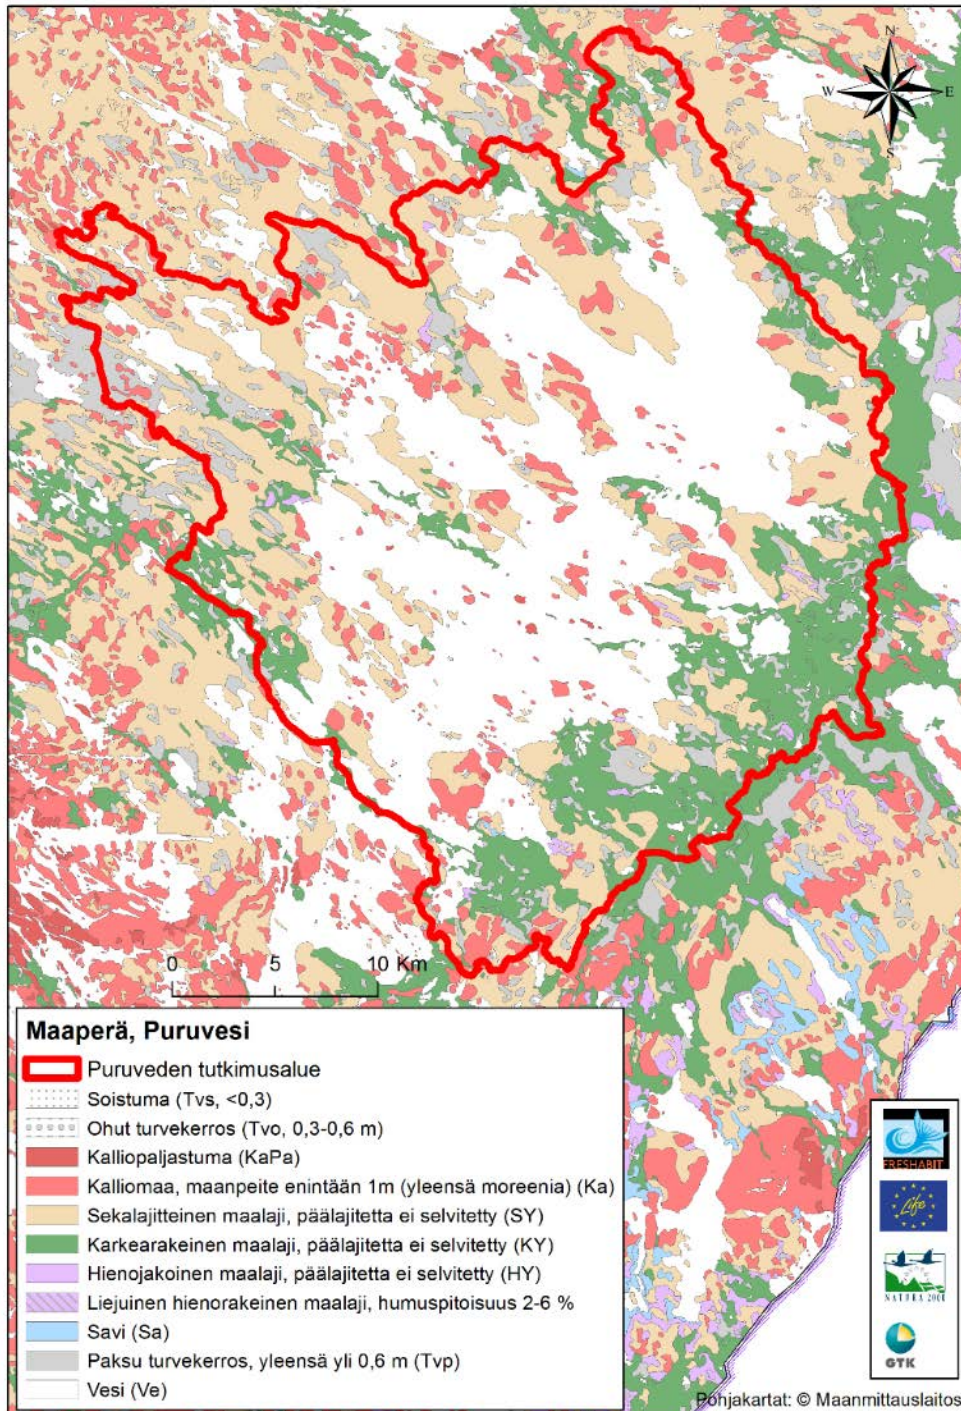 N
W
E
S
0 5 10 Km
Maaperä, Puruvesi
Puruveden tutkimusalue
Soistuma (Tvs, <0,3)
Ohut turvekerros (Tvo, 0,3-0,6 m)
Kalliopaljastuma (KaPa)
Kalliomaa, maanpeite enintään 1m (yleensä moreenia) (Ka)
Sekalajitteinen maalaji, päälajitetta ei selvitetty (SY)
Karkearakeinen maalaji, päälajitetta ei selvitetty (KY)
Hienojakoinen maalaji, päälajitetta ei selvitetty (HY)
Liejuinen hienorakeinen maalaji, humuspitoisuus 2-6 %
Savi (Sa)
Paksu turvekerros, yleensä yli 0,6 m (Tvp)
Vesi (Ve)
FRESHABIT
Life
NATURA 2000
GTK
Pohjakartat: © Maanmittauslaitos